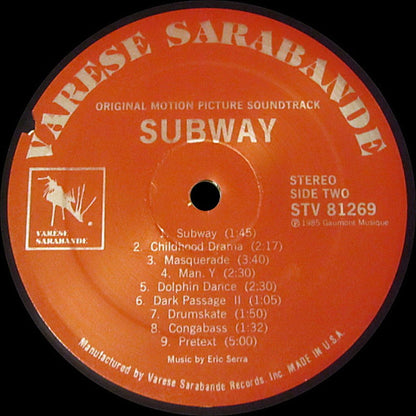 VARESE SARABANDE
ORIGINAL MOTION PICTURE SOUNDTRACK
SUBWAY
STEREO
SIDE TWO
STV 81269
℗ 1985 Gaumont Musique
VARESE
SARABANDE
1. Subway (1:45)
2. Childhood Drama (2:17)
3. Masquerade (3:40)
4. Man. Y (2:30)
5. Dolphin Dance (2:30)
6. Dark Passage II (1:05)
7. Drumskate (1:50)
8. Congabass (1:32)
9. Pretext (5:00)
Music by Eric Serra
Manufactured by Varese Sarabande Records, Inc. MADE IN U.S.A.